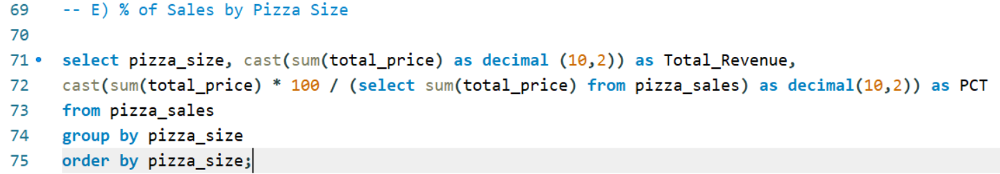 69 -- E) % of Sales by Pizza Size
70
71 • select pizza_size, cast(sum(total_price) as decimal (10,2)) as Total_Revenue,
72 cast(sum(total_price) * 100 / (select sum(total_price) from pizza_sales) as decimal(10,2)) as PCT
73 from pizza_sales
74 group by pizza_size
75 order by pizza_size;